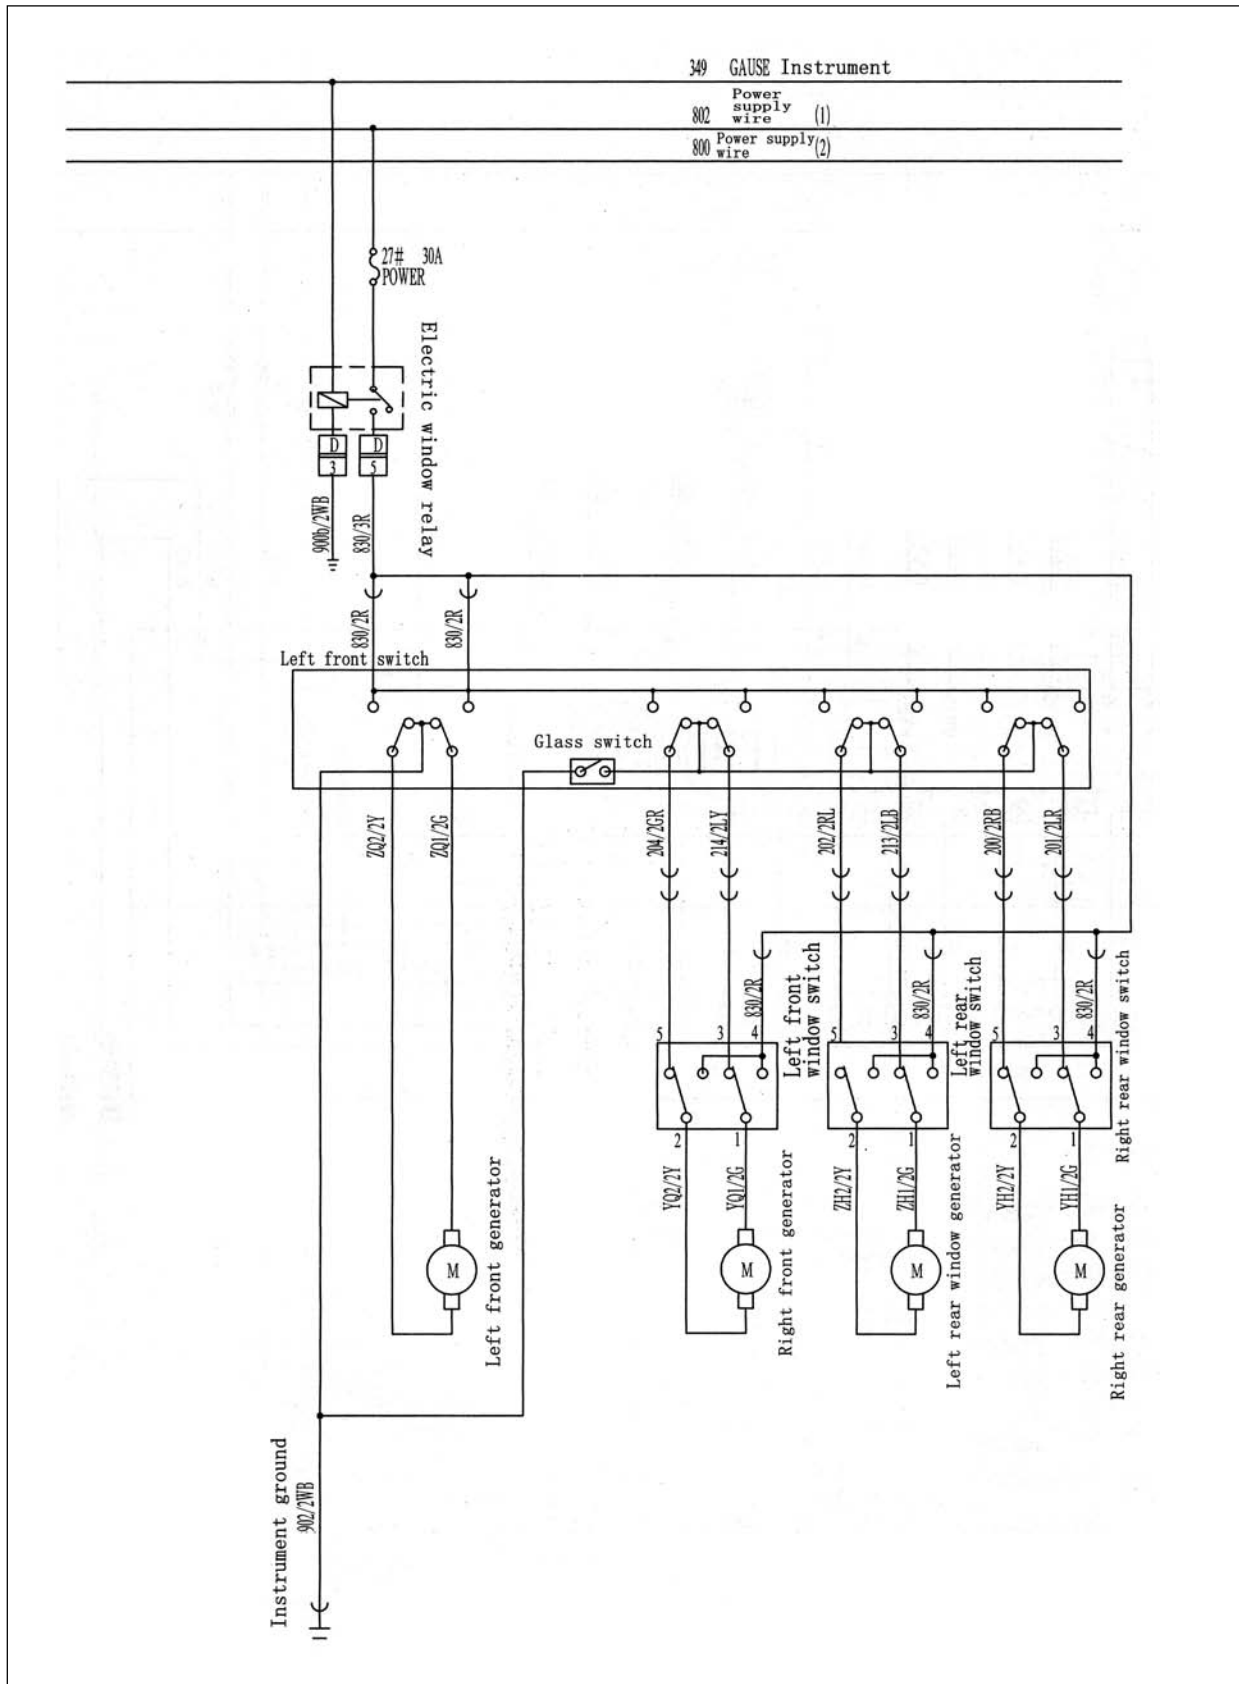 349 GAUSE Instrument
Power
supply
802 wire (1)
800 Power supply (2)
wire
27# 30A
POWER
Electric window relay
D D
3 5
900b/2WB
830/3R
830/2R
830/2R
Left front switch
Glass switch
ZQ2/2Y
ZQ1/2G
204/2GR
214/2LY
202/2RL
213/2LB
200/2RB
201/2LR
830/2R
Left front
window switch
830/2R
Left rear
window switch
830/2R
Right rear window switch
5 3 4
5 3 4
5 3 4
2 1
2 1
2 1
YQ2/2Y
YQ1/2G
ZH2/2Y
ZH1/2G
YH2/2Y
YH1/2G
M
Left front generator
M
Right front generator
M
Left rear window generator
M
Right rear generator
Instrument ground
902/2WB